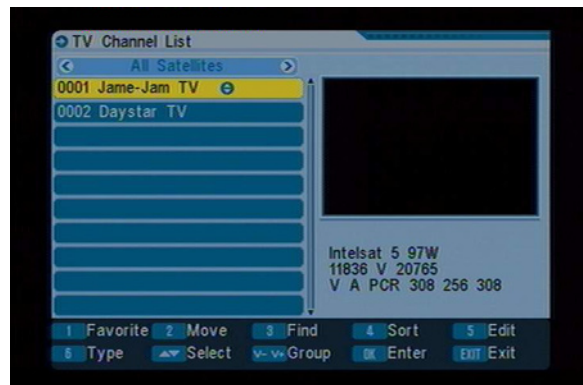 TV Channel List
All Satellites
0001 Jame-Jam TV
0002 Daystar TV
Intelsat 5 97W
11836 V 20765
V A PCR 308 256 308
1 Favorite 2 Move 3 Find 4 Sort 5 Edit
6 Type Select V- V+ Group OK Enter EXIT Exit